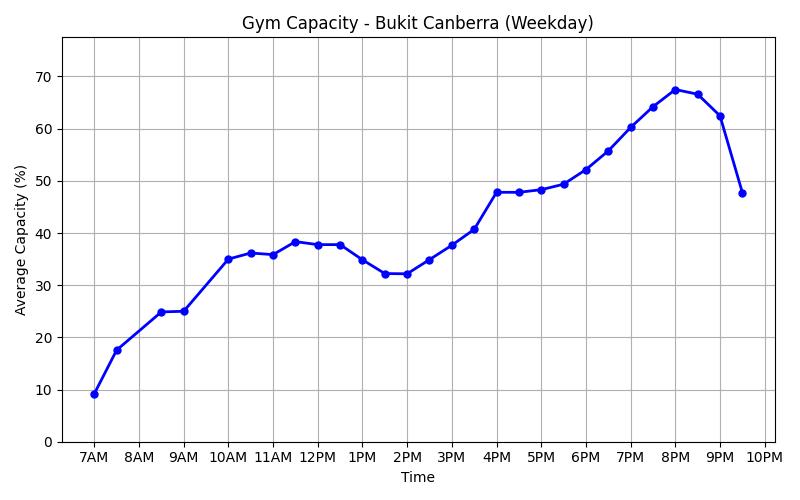 Gym Capacity - Bukit Canberra (Weekday)
Average Capacity (%)
70
60
50
40
30
20
10
0
7AM 8AM 9AM 10AM 11AM 12PM 1PM 2PM 3PM 4PM 5PM 6PM 7PM 8PM 9PM 10PM
Time